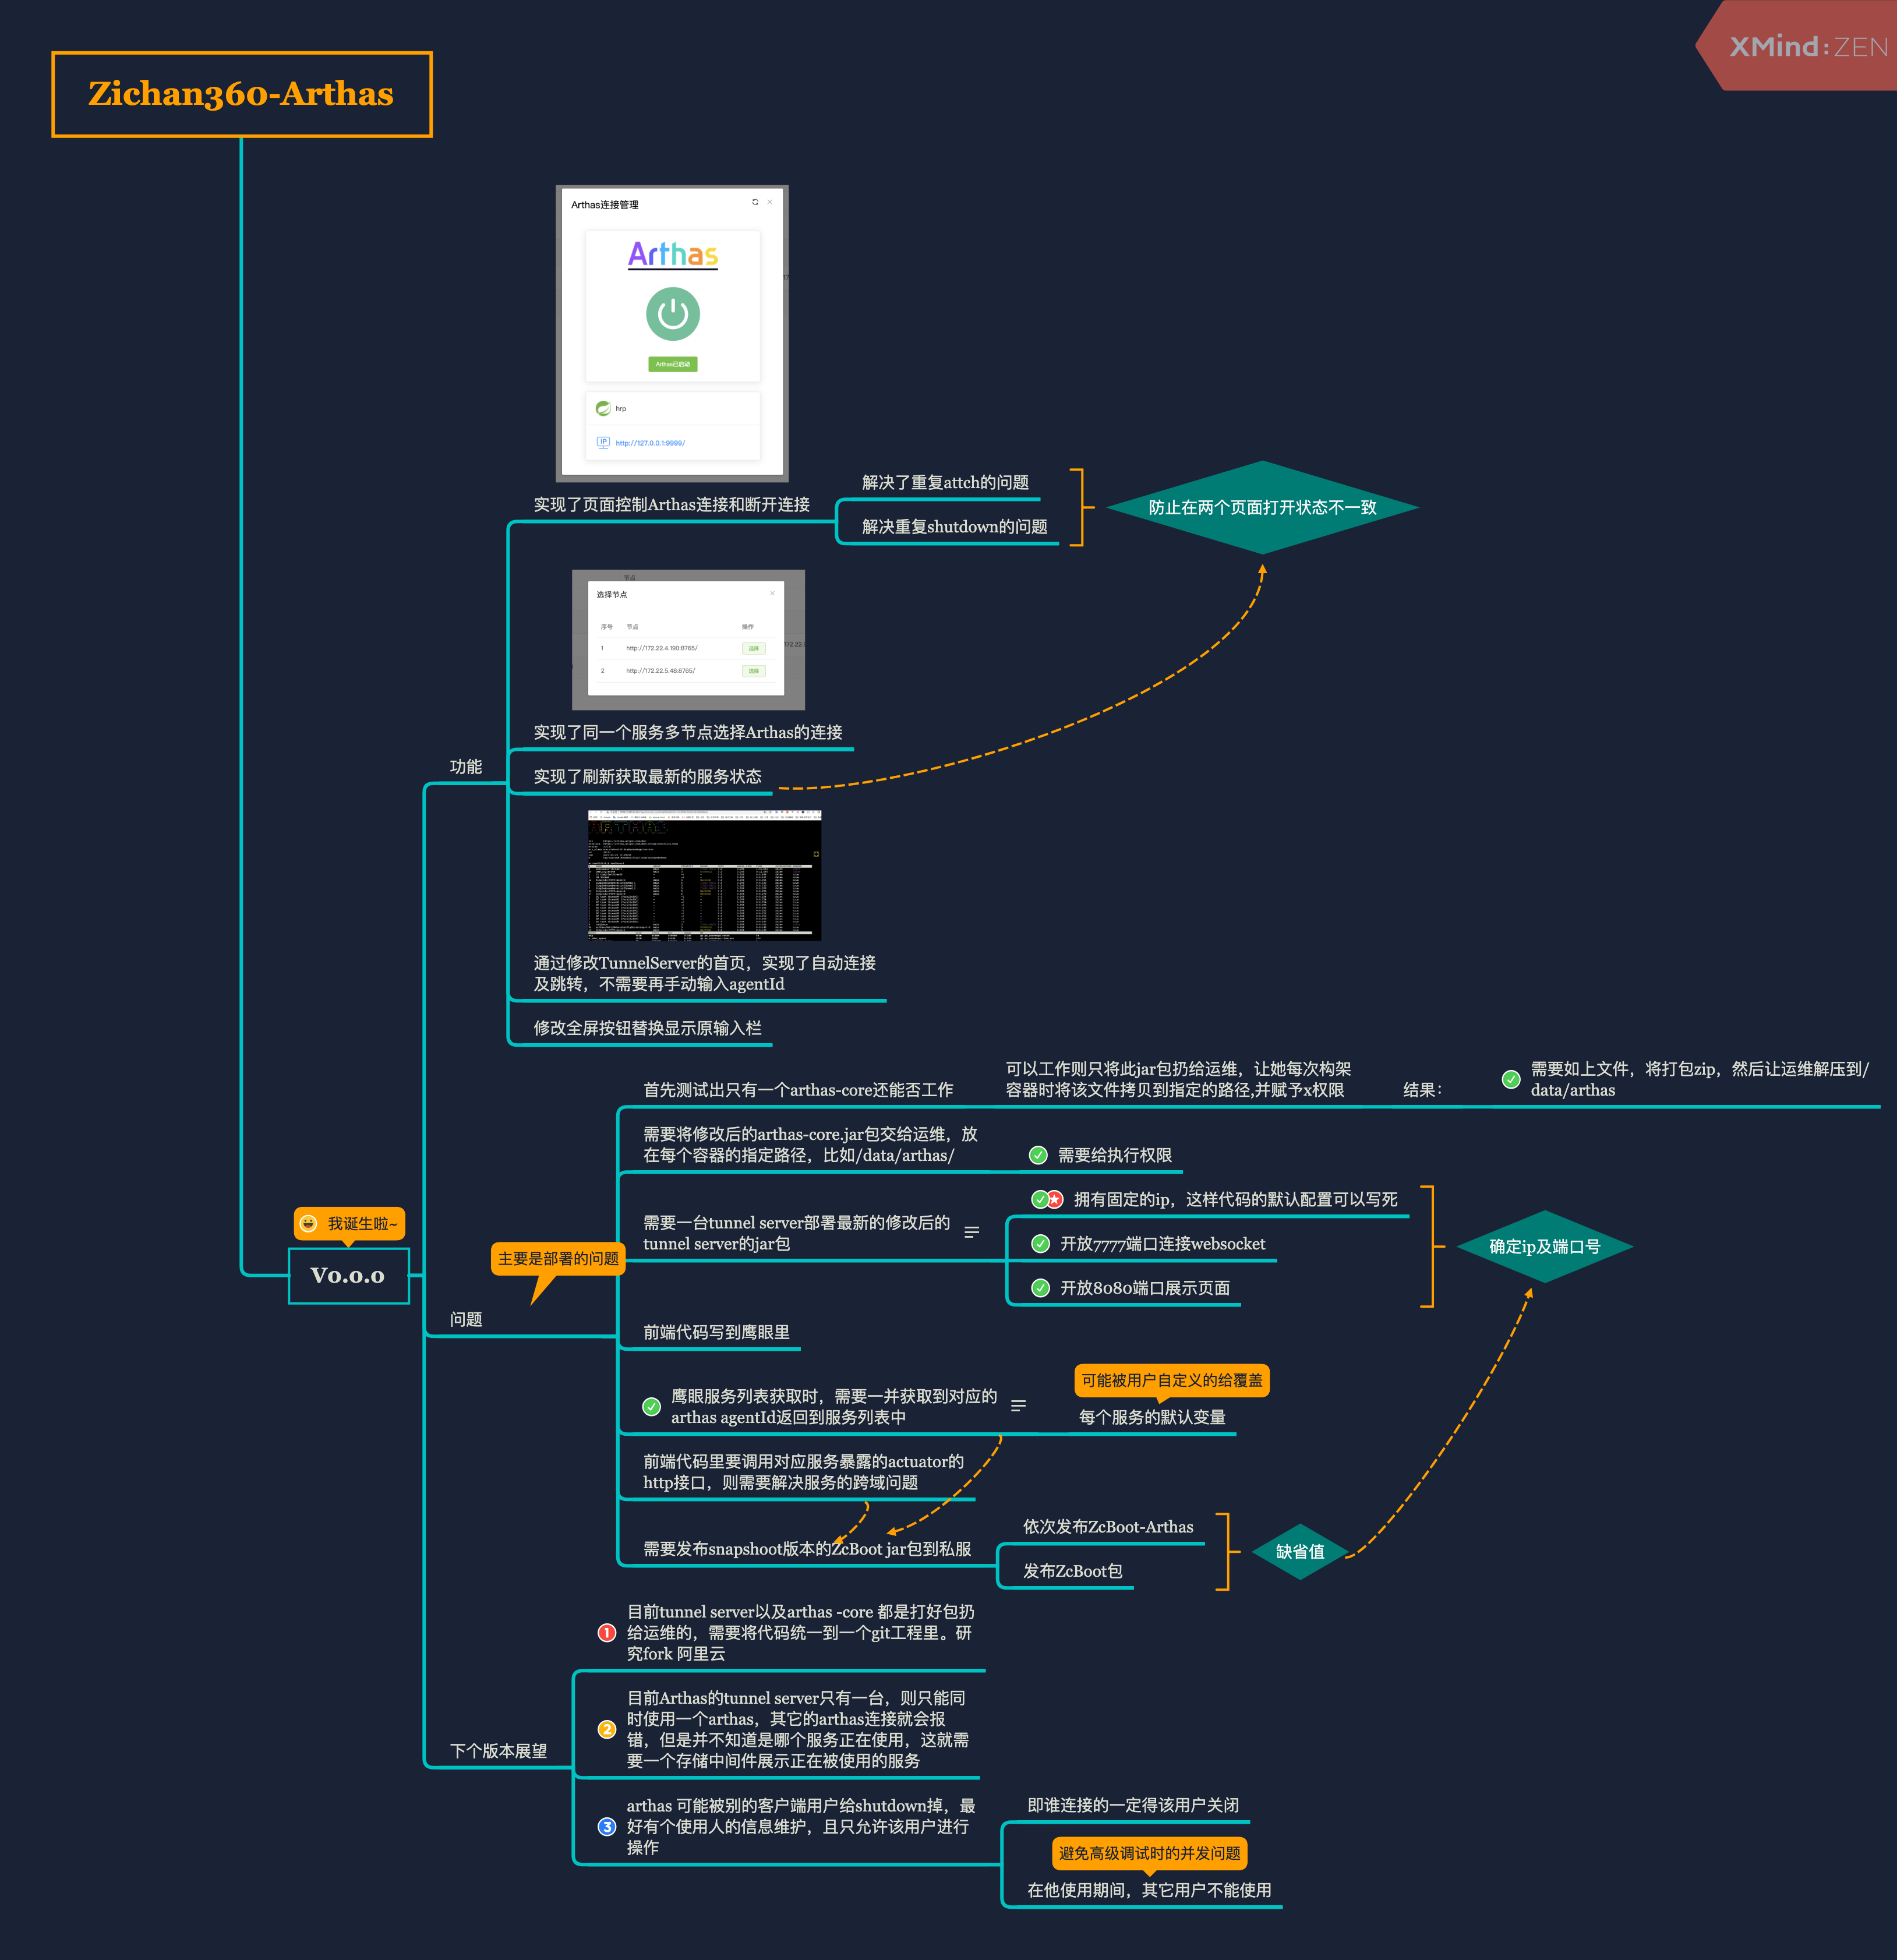 XMind:ZEN
Zichan360-Arthas
Arthas连接管理
Arthas
Arthas已启动
hrp
IP
http://127.0.0.1:9999/
实现了页面控制Arthas连接和断开连接
解决了重复attch的问题
解决重复shutdown的问题
防止在两个页面打开状态不一致
节点
选择节点
序号 节点 操作
1 http://172.22.4.190:8765/ 选择
2 http://172.22.5.48:8765/ 选择
实现了同一个服务多节点选择Arthas的连接
功能
实现了刷新获取最新的服务状态
ARTHAS
通过修改TunnelServer的首页，实现了自动连接
及跳转，不需要再手动输入agentId
修改全屏按钮替换显示原输入栏
首先测试出只有一个arthas-core还能否工作
可以工作则只将此jar包扔给运维，让她每次构架
容器时将该文件拷贝到指定的路径,并赋予x权限
结果：
需要如上文件，将打包zip，然后让运维解压到/
data/arthas
需要将修改后的arthas-core.jar包交给运维，放
在每个容器的指定路径，比如/data/arthas/
需要给执行权限
需要一台tunnel server部署最新的修改后的
tunnel server的jar包
拥有固定的ip，这样代码的默认配置可以写死
开放7777端口连接websocket
开放8080端口展示页面
确定ip及端口号
我诞生啦~
V0.0.0
主要是部署的问题
问题
前端代码写到鹰眼里
鹰眼服务列表获取时，需要一并获取到对应的
arthas agentId返回到服务列表中
可能被用户自定义的给覆盖
每个服务的默认变量
前端代码里要调用对应服务暴露的actuator的
http接口，则需要解决服务的跨域问题
需要发布snapshoot版本的ZcBoot jar包到私服
依次发布ZcBoot-Arthas
发布ZcBoot包
缺省值
下个版本展望
1
目前tunnel server以及arthas -core 都是打好包扔
给运维的，需要将代码统一到一个git工程里。研
究fork 阿里云
2
目前Arthas的tunnel server只有一台，则只能同
时使用一个arthas，其它的arthas连接就会报
错，但是并不知道是哪个服务正在使用，这就需
要一个存储中间件展示正在被使用的服务
3
arthas 可能被别的客户端用户给shutdown掉，最
好有个使用人的信息维护，且只允许该用户进行
操作
即谁连接的一定得该用户关闭
避免高级调试时的并发问题
在他使用期间，其它用户不能使用